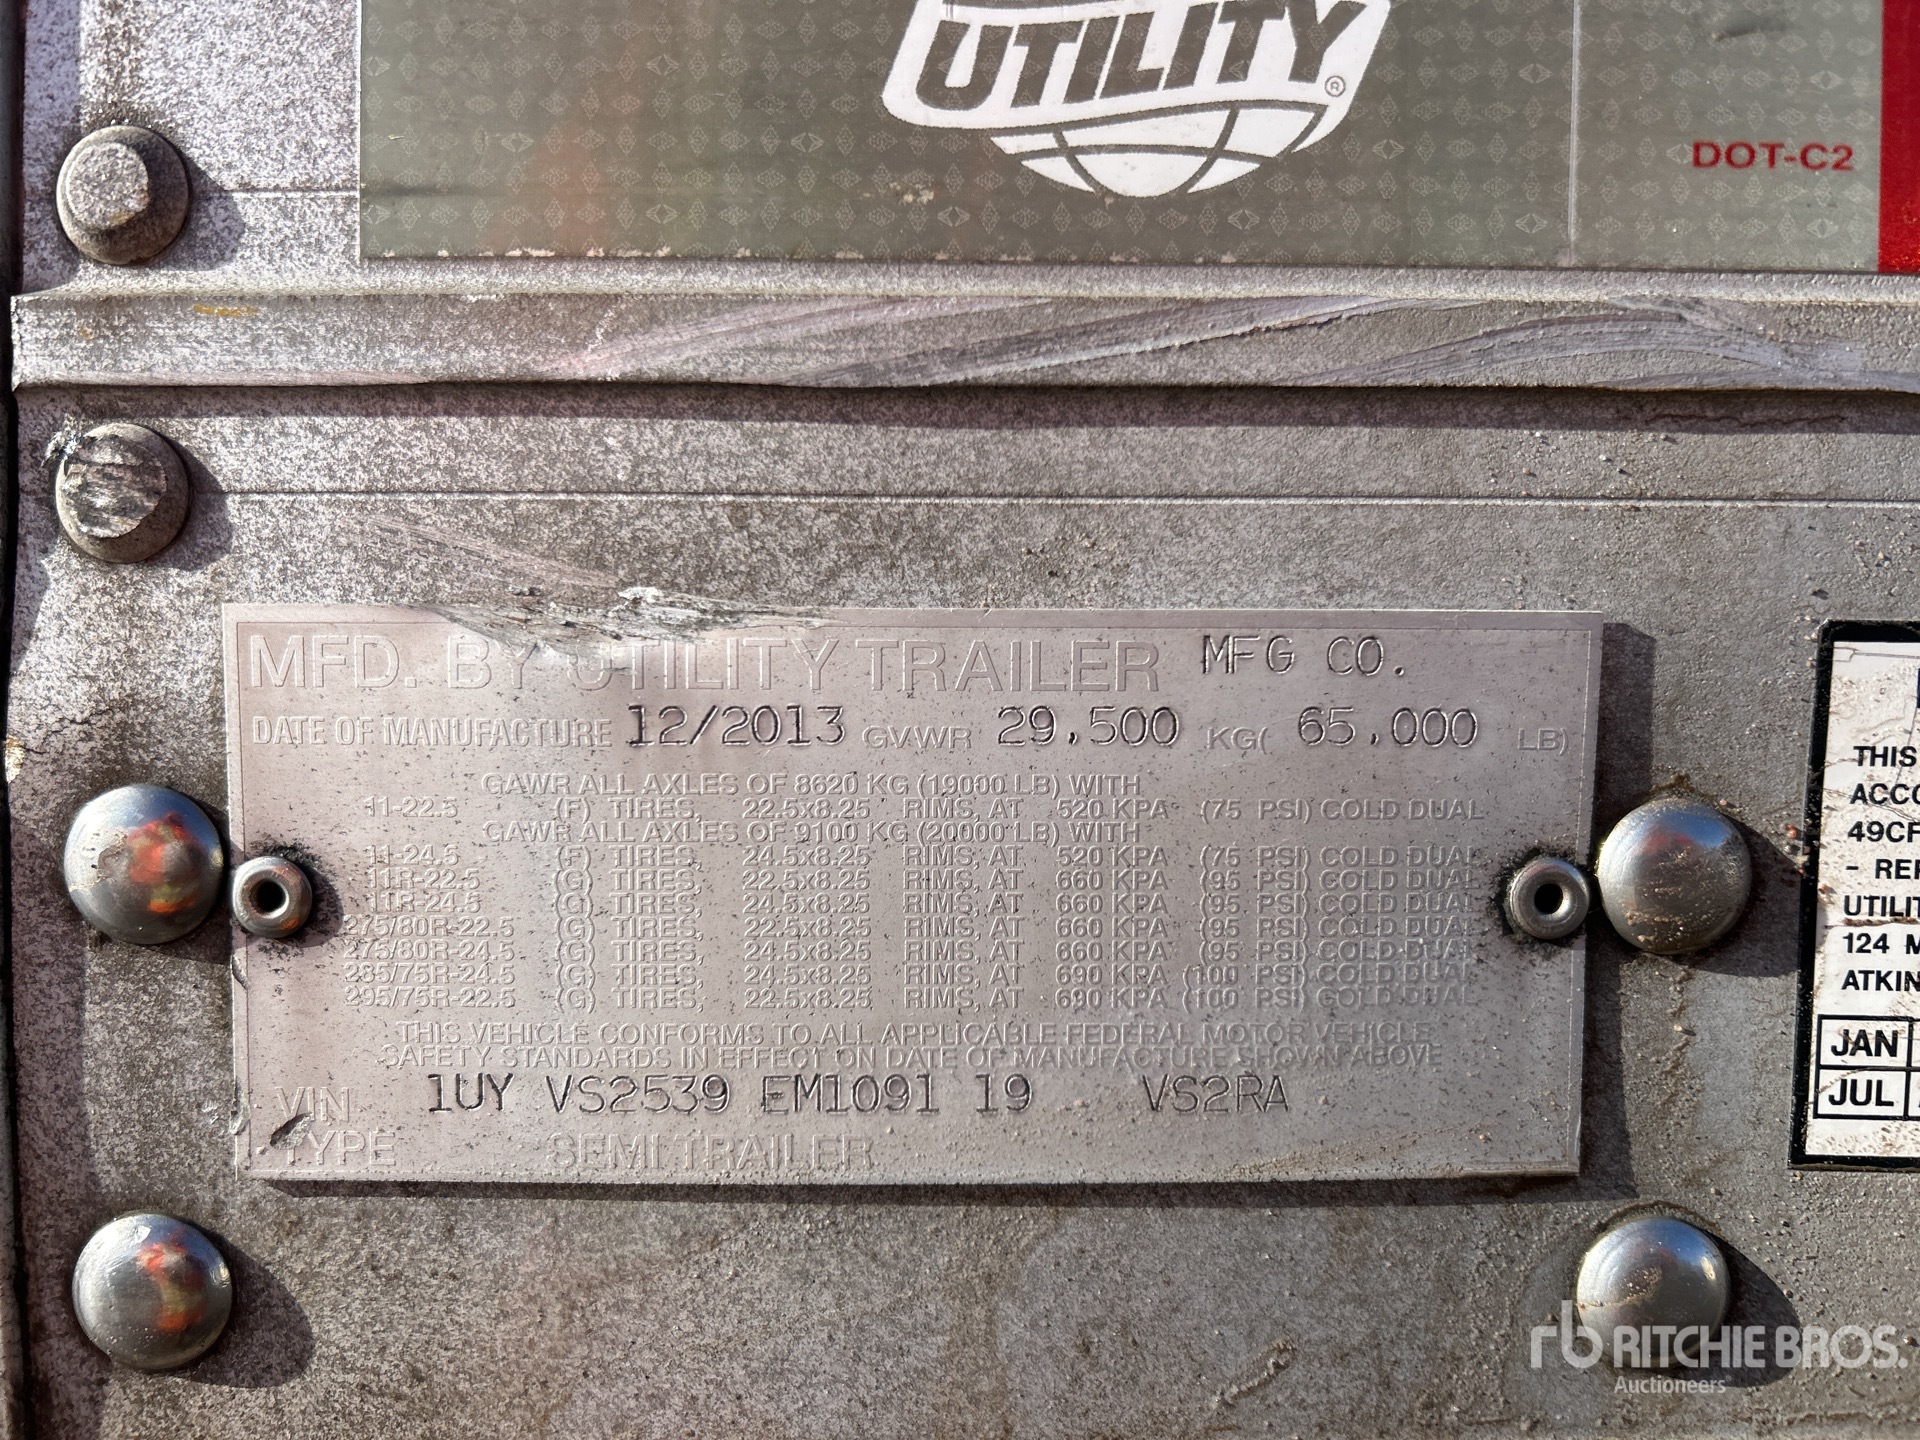 UTILITY®
DOT-C2
MFD. BY UTILITY TRAILER MFG CO.
DATE OF MANUFACTURE 12/2013 GVWR 29,500 KG( 65,000 LB)
GAWR ALL AXLES OF 8620 KG (19000 LB) WITH
11-22.5 (F) TIRES, 22.5x8.25 RIMS, AT 520 KPA (75 PSI) COLD DUAL
GAWR ALL AXLES OF 9100 KG (20000 LB) WITH
11-24.5 (F) TIRES, 24.5x8.25 RIMS, AT 520 KPA (75 PSI) COLD DUAL
11R-22.5 (G) TIRES, 22.5x8.25 RIMS, AT 660 KPA (95 PSI) COLD DUAL
11R-24.5 (G) TIRES, 24.5x8.25 RIMS, AT 660 KPA (95 PSI) COLD DUAL
275/80R-22.5 (G) TIRES, 22.5x8.25 RIMS, AT 660 KPA (95 PSI) COLD DUAL
275/80R-24.5 (G) TIRES, 24.5x8.25 RIMS, AT 660 KPA (95 PSI) COLD DUAL
285/75R-24.5 (G) TIRES, 24.5x8.25 RIMS, AT 690 KPA (100 PSI) COLD DUAL
295/75R-22.5 (G) TIRES, 22.5x8.25 RIMS, AT 690 KPA (100 PSI) COLD DUAL
THIS VEHICLE CONFORMS TO ALL APPLICABLE FEDERAL MOTOR VEHICLE
SAFETY STANDARDS IN EFFECT ON DATE OF MANUFACTURE SHOWN ABOVE
VIN 1UY VS2539 EM1091 19 VS2RA
TYPE SEMI TRAILER
THIS
ACCO
49CF
- REF
UTILIT
124 M
ATKIN
JAN
JUL
rb RITCHIE BROS.
Auctioneers